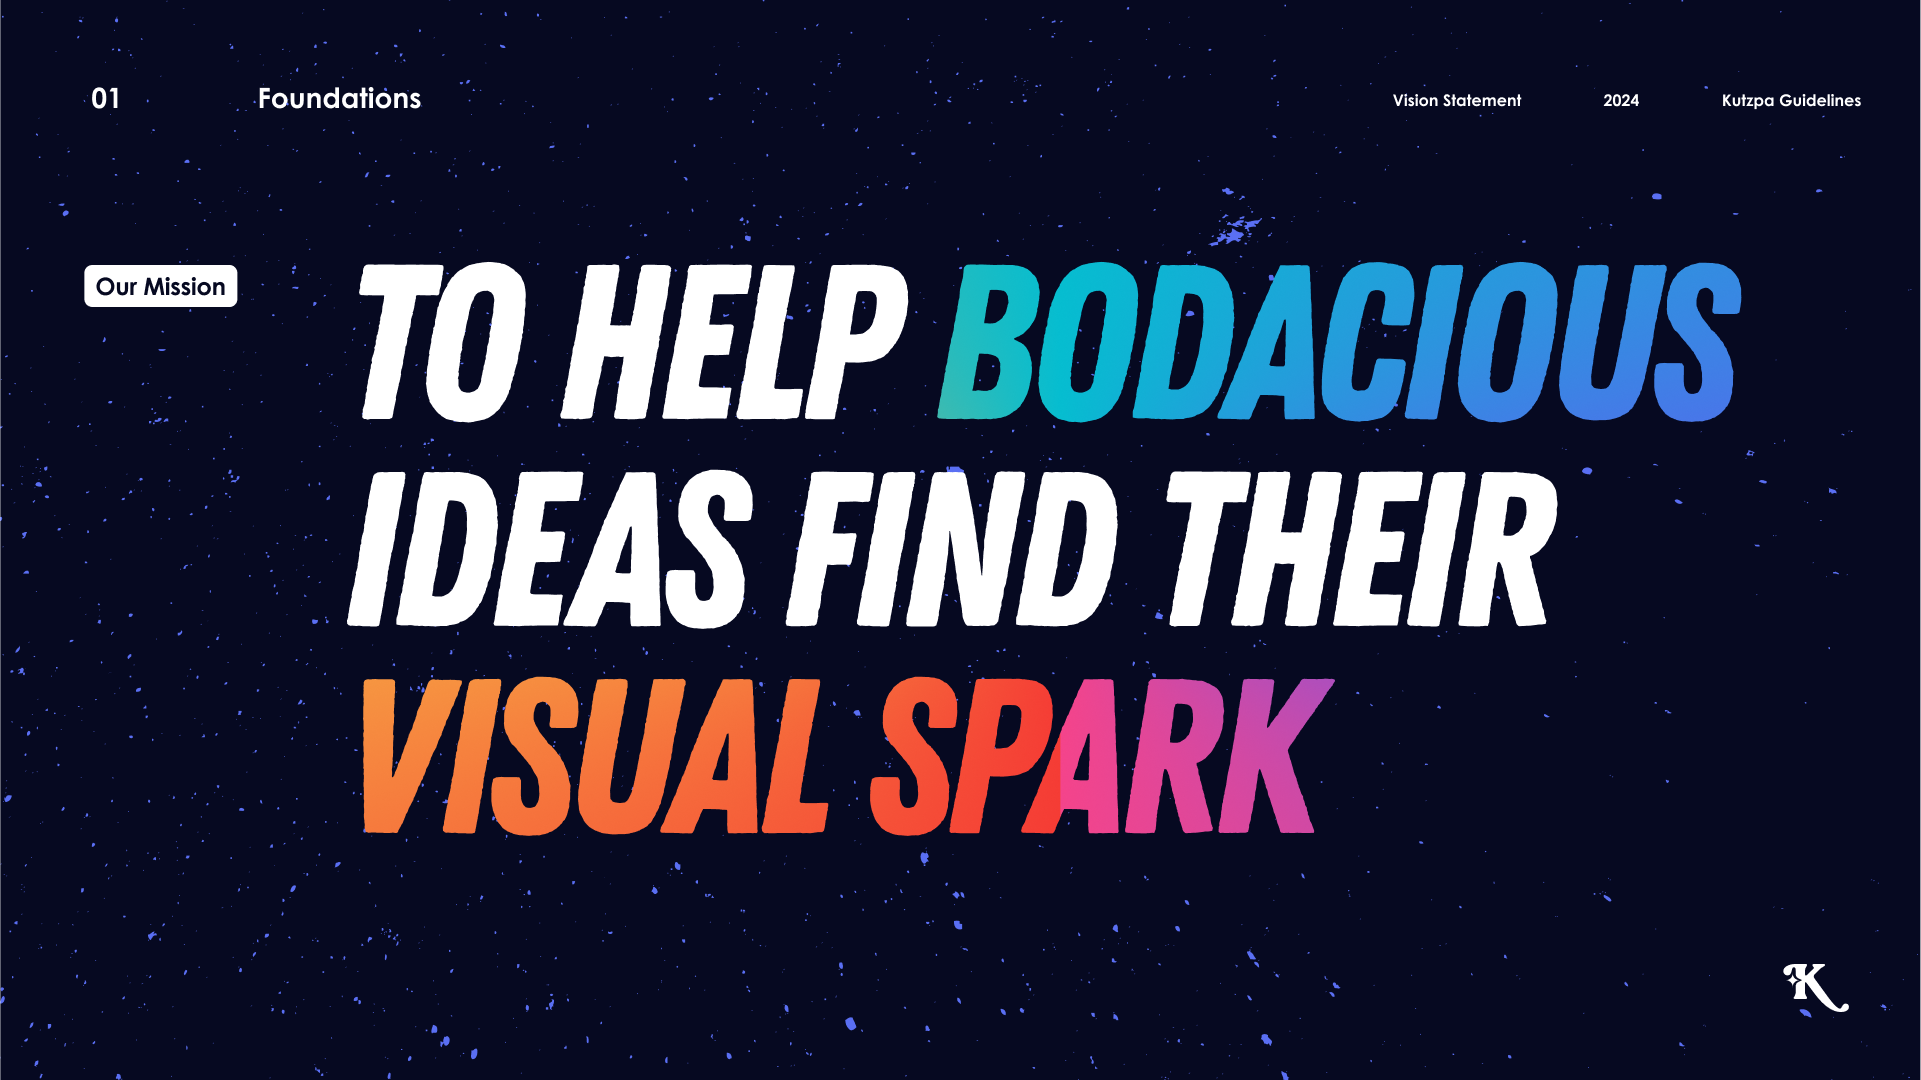 01 Foundations Vision Statement 2024 Kutzpa Guidelines
Our Mission
TO HELP BODACIOUS
IDEAS FIND THEIR
VISUAL SPARK
K